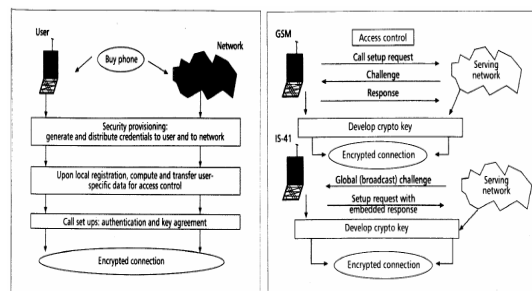 User
Buy phone
Network
Security provisioning:
generate and distribute credentials to user and to network
Upon local registration, compute and transfer user-
specific data for access control
Call set ups: authentication and key agreement
Encrypted connection
GSM
Access control
Call setup request
Challenge
Response
Serving
network
Develop crypto key
Encrypted connection
IS-41
Global (broadcast) challenge
Setup request with
embedded response
Serving
network
Develop crypto key
Encrypted connection